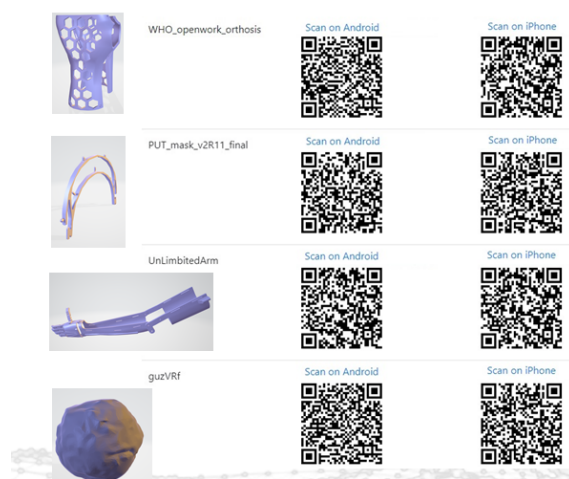 WHO_openwork_orthosis
Scan on Android
Scan on iPhone
PUT_mask_v2R11_final
Scan on Android
Scan on iPhone
UnLimbitedArm
Scan on Android
Scan on iPhone
guzVRf
Scan on Android
Scan on iPhone